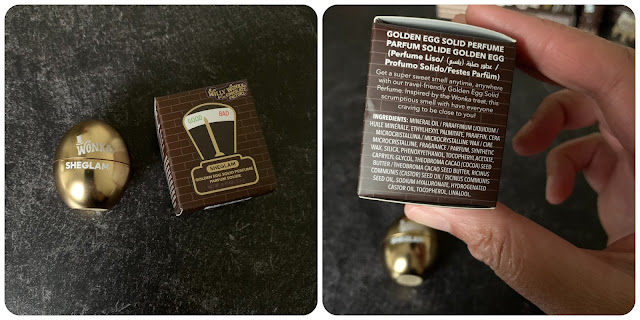 WONKA
SHEGLAM
WILLY WONKA
GOOD
BAD
SHEGLAM
GOLDEN EGG SOLID PERFUME
PARFUM SOLIDE
GOLDEN EGG SOLID PERFUME
PARFUM SOLIDE GOLDEN EGG
(Perfume Liso/
Profumo Solido/Festes Parfüm)
Get a super sweet smell anytime, anywhere
with our travel-friendly Golden Egg Solid
Perfume. Inspired by the Wonka treat, this
scrumptious smell with have everyone
craving to be close to you!
INGREDIENTS: MINERAL OIL / PARAFFINUM LIQUIDUM /
HUILE MINÉRALE, ETHYLHEXYL PALMITATE, PARAFFIN, CERA
MICROCRISTALLINA / MICROCRYSTALLINE WAX / CIRE
MICROCRISTALLINE, FRAGRANCE / PARFUM, SYNTHETIC
WAX, SILICA, PHENOXYETHANOL, TOCOPHERYL ACETATE,
CAPRYLYL GLYCOL, THEOBROMA CACAO (COCOA) SEED
BUTTER / THEOBROMA CACAO SEED BUTTER, RICINUS
COMMUNIS (CASTOR) SEED OIL / RICINUS COMMUNIS
SEED OIL, SODIUM HYALURONATE, HYDROGENATED
CASTOR OIL, TOCOPHEROL, LINALOOL.
SHEGLAM